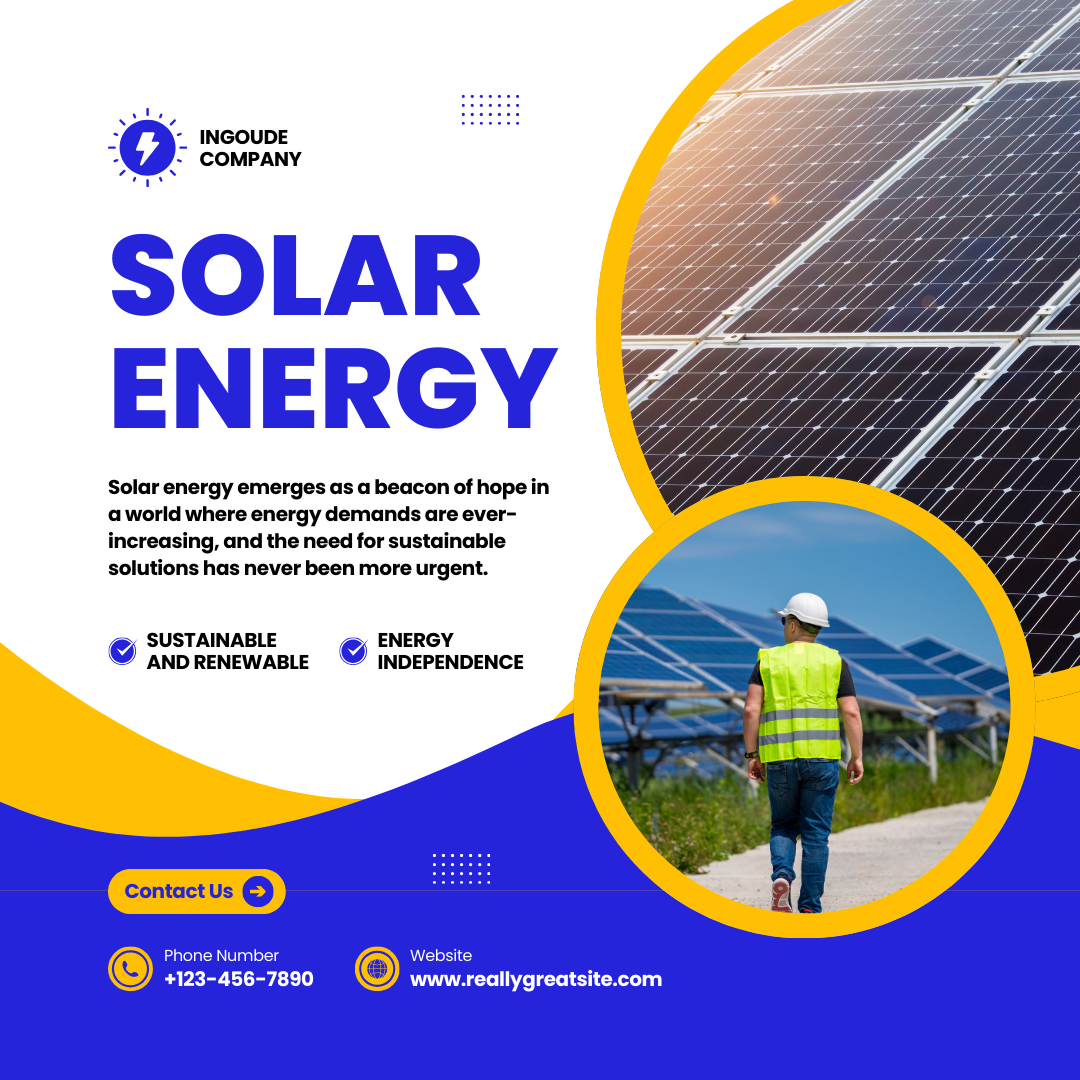 INGOUDE
COMPANY
SOLAR
ENERGY
Solar energy emerges as a beacon of hope in
a world where energy demands are ever-
increasing, and the need for sustainable
solutions has never been more urgent.
SUSTAINABLE
AND RENEWABLE
ENERGY
INDEPENDENCE
Contact Us
Phone Number
+123-456-7890
Website
www.reallygreatsite.com